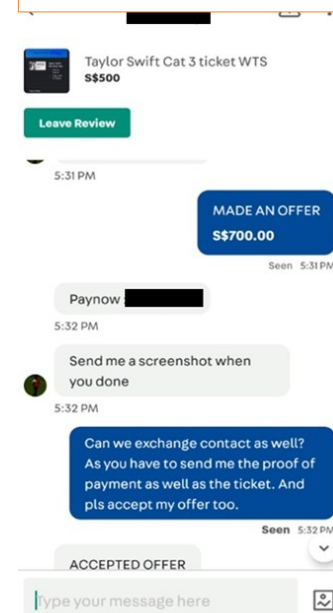 Taylor Swift Cat 3 ticket WTS
S$500
Leave Review
5:31 PM
MADE AN OFFER
S$700.00
Seen 5:31 PM
Paynow :
5:32 PM
Send me a screenshot when
you done
5:32 PM
Can we exchange contact as well?
As you have to send me the proof of
payment as well as the ticket. And
pls accept my offer too.
Seen 5:32 PM
ACCEPTED OFFER
Type your message here